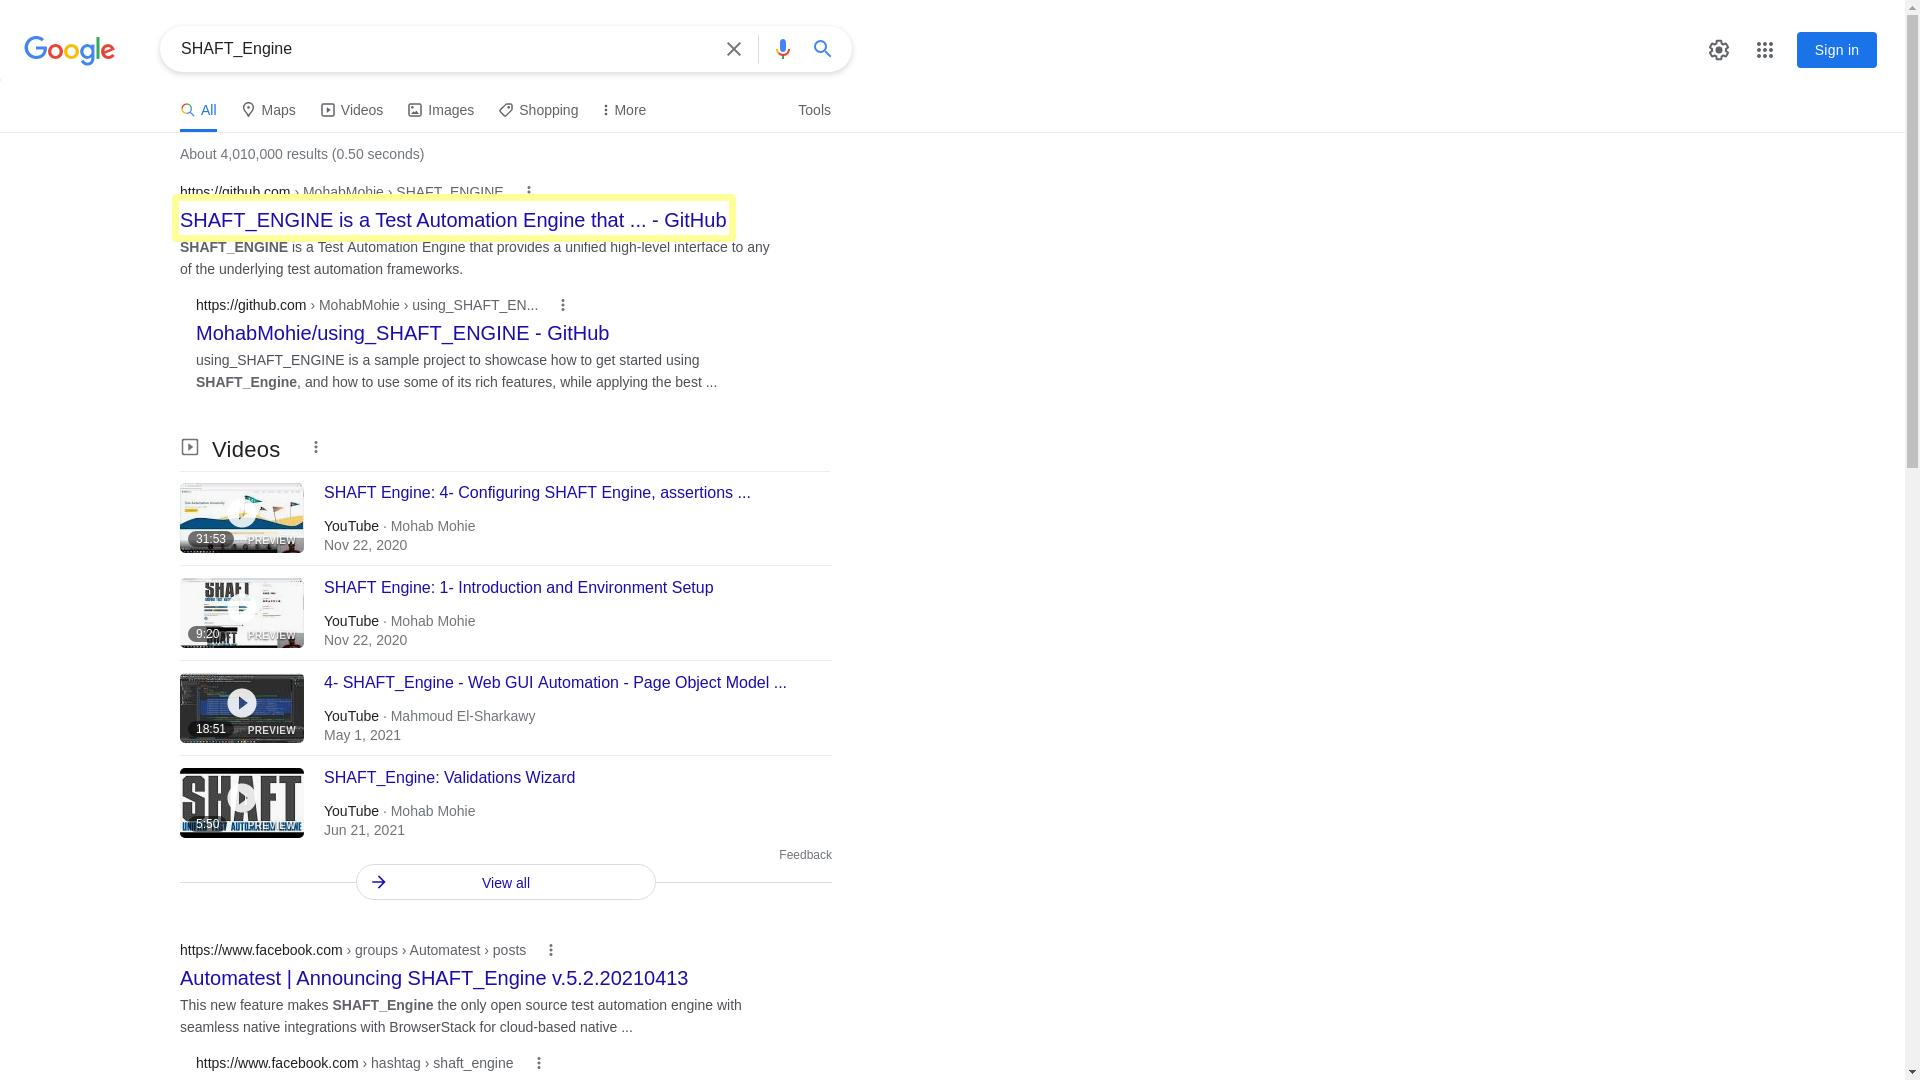 Google
SHAFT_Engine
Sign in
All
Maps
Videos
Images
Shopping
More
Tools
About 4,010,000 results (0.50 seconds)
https://github.com › MohabMohie › SHAFT_ENGINE
SHAFT_ENGINE is a Test Automation Engine that ... - GitHub
SHAFT_ENGINE is a Test Automation Engine that provides a unified high-level interface to any
of the underlying test automation frameworks.
https://github.com › MohabMohie › using_SHAFT_EN...
MohabMohie/using_SHAFT_ENGINE - GitHub
using_SHAFT_ENGINE is a sample project to showcase how to get started using
SHAFT_Engine, and how to use some of its rich features, while applying the best ...
Videos
31:53
PREVIEW
SHAFT Engine: 4- Configuring SHAFT Engine, assertions ...
YouTube · Mohab Mohie
Nov 22, 2020
SHAFT
9:20
PREVIEW
SHAFT Engine: 1- Introduction and Environment Setup
YouTube · Mohab Mohie
Nov 22, 2020
18:51
PREVIEW
4- SHAFT_Engine - Web GUI Automation - Page Object Model ...
YouTube · Mahmoud El-Sharkawy
May 1, 2021
SHAFT
5:50
PREVIEW
SHAFT_Engine: Validations Wizard
YouTube · Mohab Mohie
Jun 21, 2021
Feedback
View all
https://www.facebook.com › groups › Automatest › posts
Automatest | Announcing SHAFT_Engine v.5.2.20210413
This new feature makes SHAFT_Engine the only open source test automation engine with
seamless native integrations with BrowserStack for cloud-based native ...
https://www.facebook.com › hashtag › shaft_engine